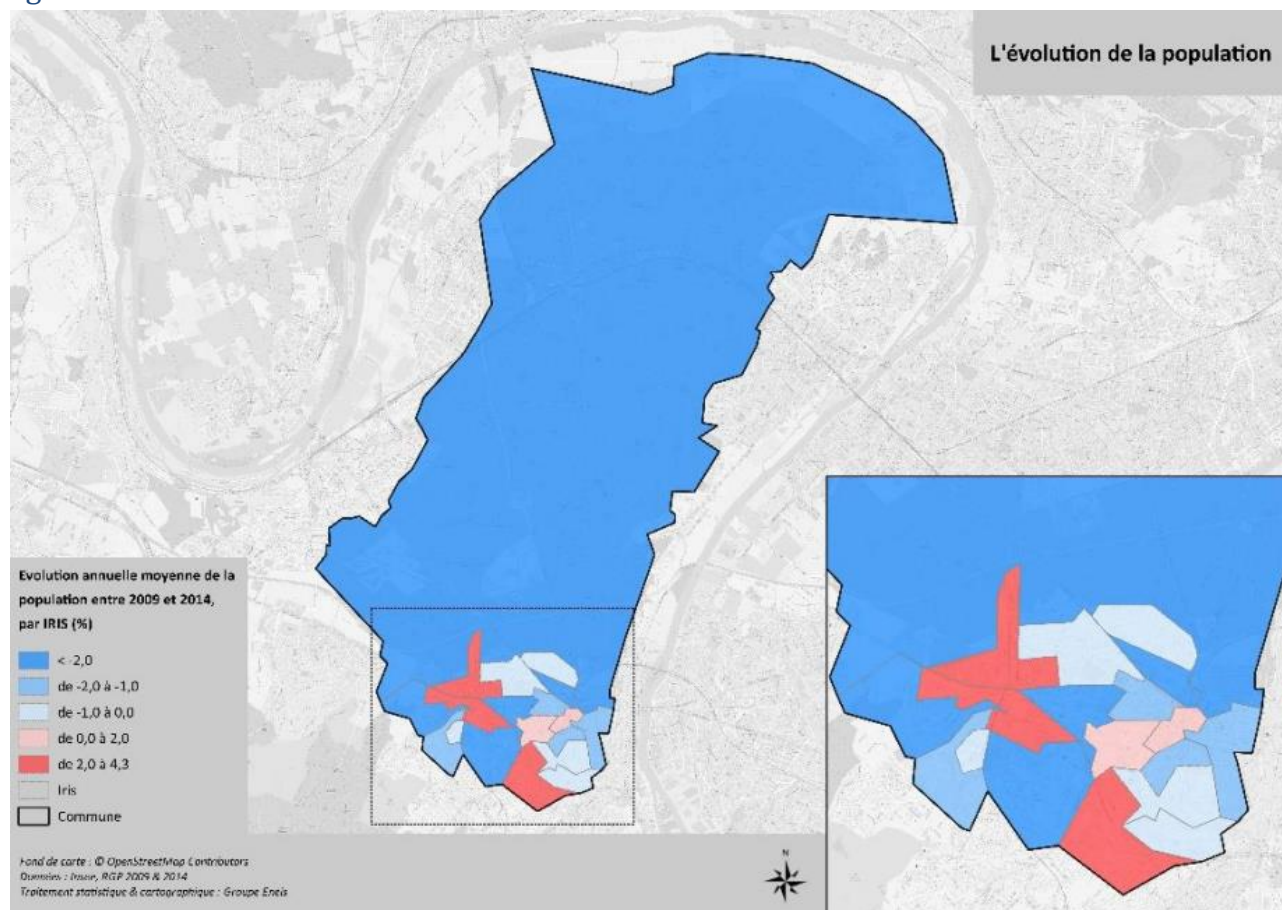 L'évolution de la population
Evolution annuelle moyenne de la
population entre 2009 et 2014,
par IRIS (%)
< -2,0
de -2,0 à -1,0
de -1,0 à 0,0
de 0,0 à 2,0
de 2,0 à 4,3
Iris
Commune
Fond de carte : © OpenStreetMap Contributors
Données : Insee, RGP 2009 & 2014
Traitement statistique & cartographique : Groupe Eneis
N